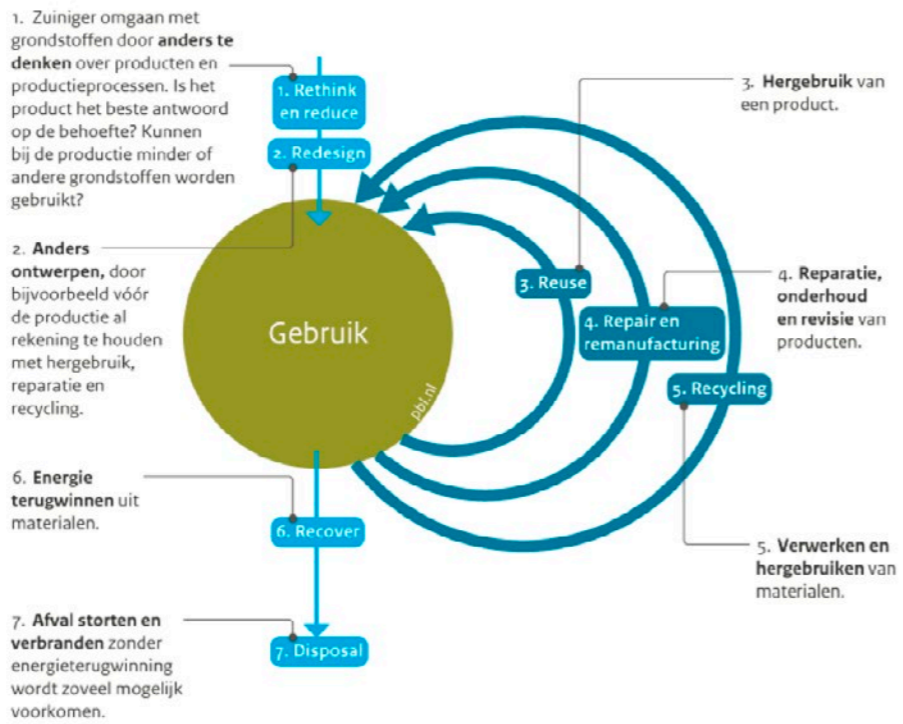 1. Zuiniger omgaan met
grondstoffen door anders te
denken over producten en
productieprocessen. Is het
product het beste antwoord
op de behoefte? Kunnen
bij de productie minder of
andere grondstoffen worden
gebruikt?
1. Rethink
en reduce
2. Redesign
3. Hergebruik van
een product.
2. Anders
ontwerpen, door
bijvoorbeeld vóór
de productie al
rekening te houden
met hergebruik,
reparatie en
recycling.
Gebruik
pbl.nl
3. Reuse
4. Repair en
remanufacturing
4. Reparatie,
onderhoud
en revisie van
producten.
5. Recycling
6. Energie
terugwinnen uit
materialen.
6. Recover
5. Verwerken en
hergebruiken van
materialen.
7. Afval storten en
verbranden zonder
energieterugwinning
wordt zoveel mogelijk
voorkomen.
7. Disposal